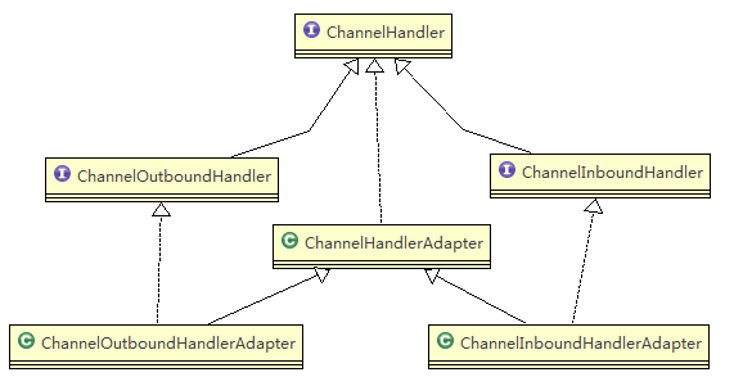 I ChannelHandler
I ChannelOutboundHandler
I ChannelInboundHandler
C ChannelHandlerAdapter
C ChannelOutboundHandlerAdapter
C ChannelInboundHandlerAdapter